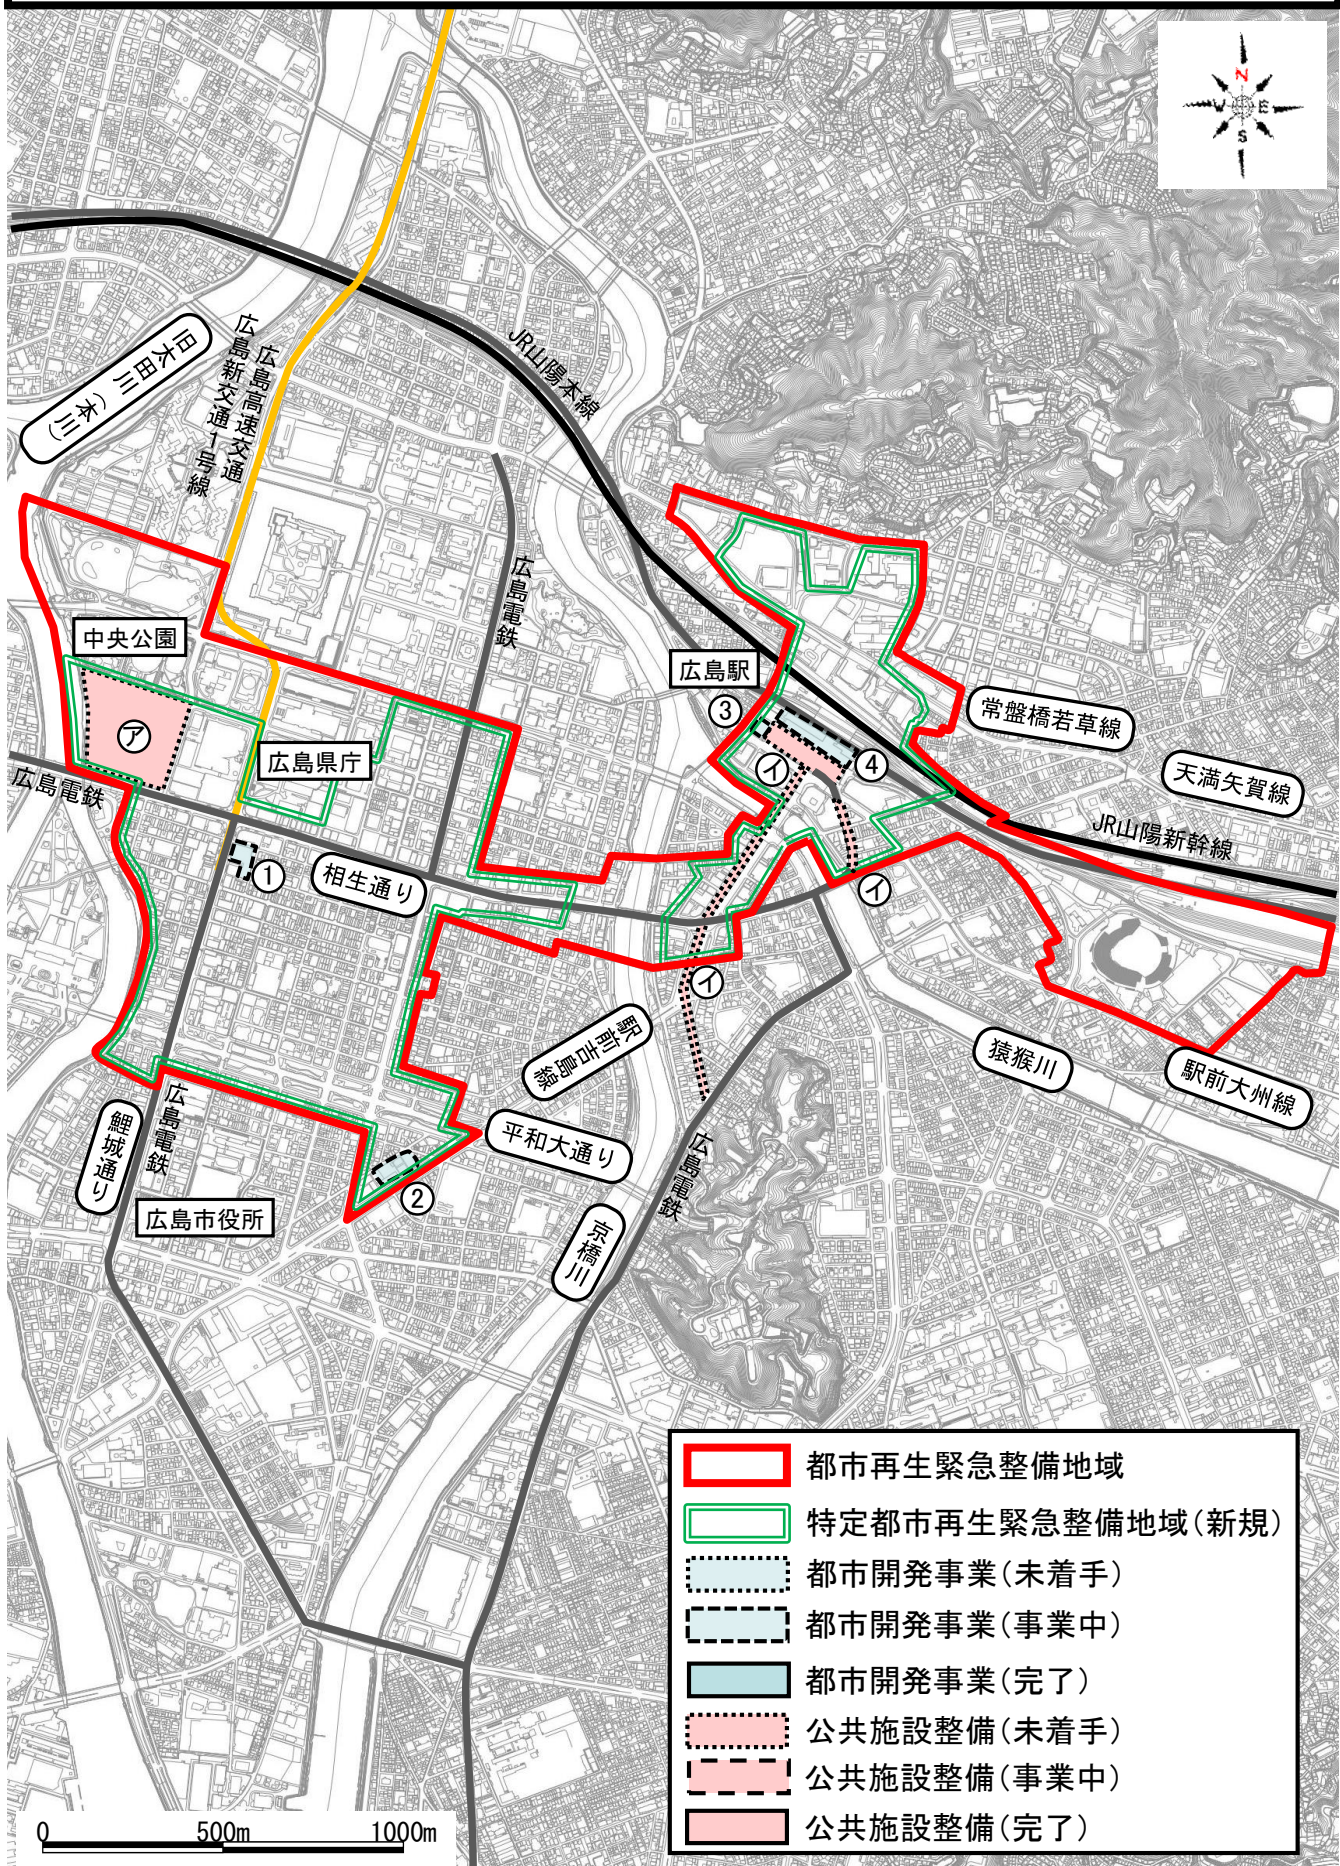 N
W
E
S
JR山陽本線
旧太田川(本川)
広島高速交通
広島新交通1号線
広島電鉄
中央公園
広島駅
③
常盤橋若草線
㋐
広島県庁
㋑
④
天満矢賀線
広島電鉄
JR山陽新幹線
①
相生通り
㋑
㋑
駅前吉島線
猿猴川
駅前大州線
鯉城通り
広島電鉄
平和大通り
広島電鉄
②
広島市役所
京橋川
都市再生緊急整備地域
特定都市再生緊急整備地域(新規)
都市開発事業(未着手)
都市開発事業(事業中)
都市開発事業(完了)
公共施設整備(未着手)
公共施設整備(事業中)
公共施設整備(完了)
0 500m 1000m